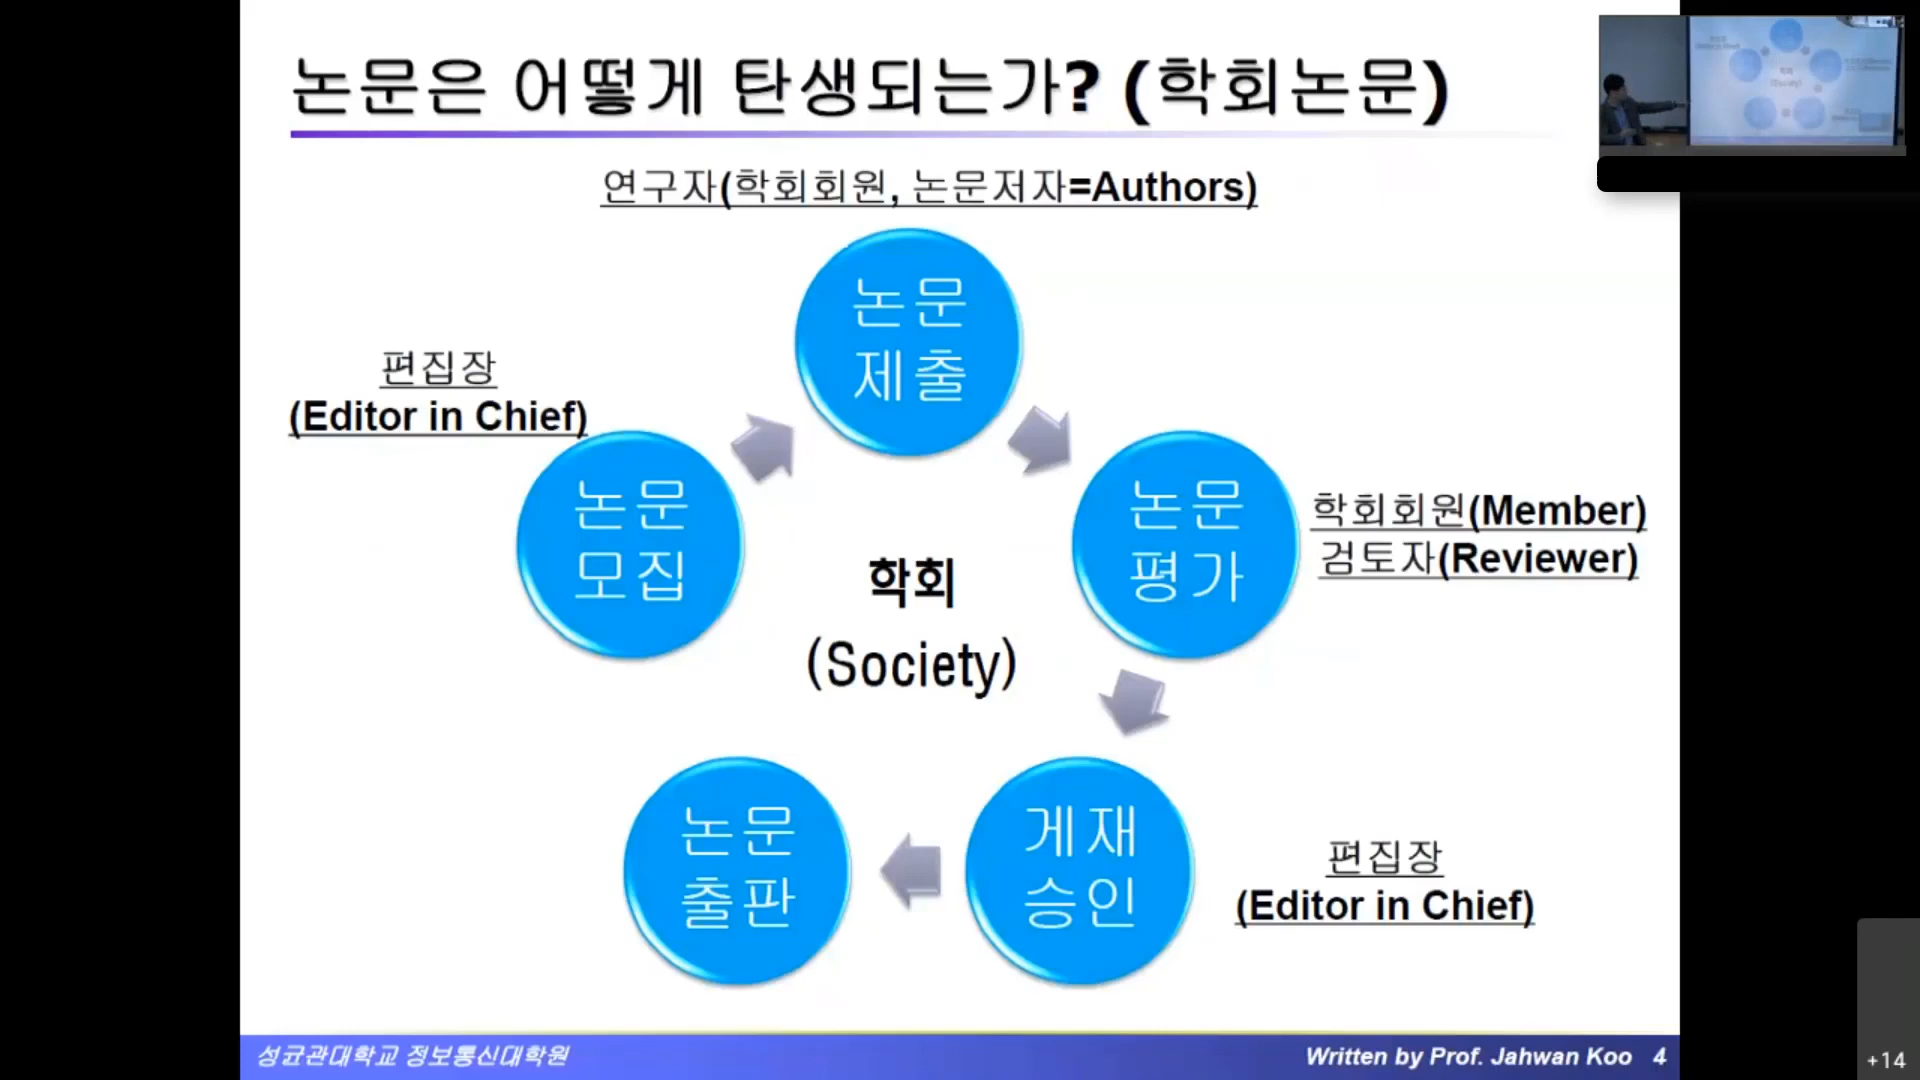 논문은 어떻게 탄생되는가? (학회논문)
연구자(학회회원, 논문저자=Authors)
논문
제출
편집장
(Editor in Chief)
논문
모집
논문
평가
학회회원(Member)
검토자(Reviewer)
학회
(Society)
논문
출판
게재
승인
편집장
(Editor in Chief)
성균관대학교 정보통신대학원
Written by Prof. Jahwan Koo 4
+14